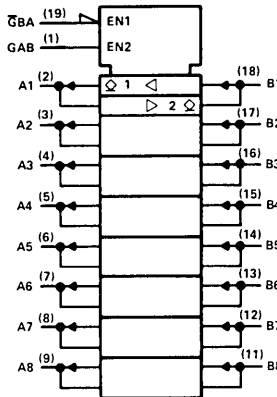 G̅BA (19) EN1
GAB (1) EN2
A1 (2) ◇ 1 ◁ (18) B1
▷ 2 ◇
A2 (3) (17) B2
A3 (4) (16) B3
A4 (5) (15) B4
A5 (6) (14) B5
A6 (7) (13) B6
A7 (8) (12) B7
A8 (9) (11) B8